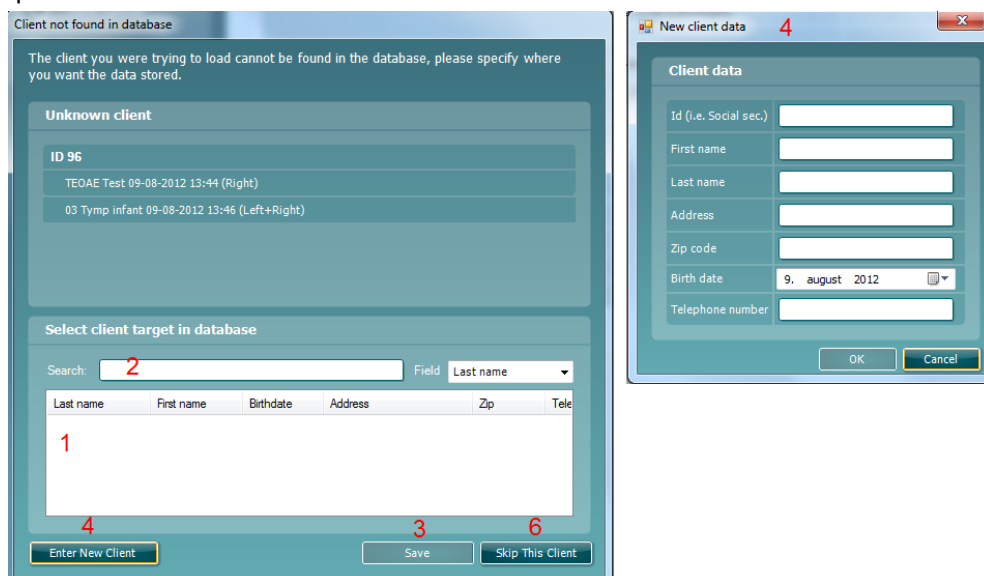 Client not found in database
The client you were trying to load cannot be found in the database, please specify where
you want the data stored.
Unknown client
ID 96
TEOAE Test 09-08-2012 13:44 (Right)
03 Tymp infant 09-08-2012 13:46 (Left+Right)
Select client target in database
Search: 2 Field Last name
Last name First name Birthdate Address Zip Tele
1
4 3 6
Enter New Client Save Skip This Client
New client data 4
Client data
Id (i.e. Social sec.)
First name
Last name
Address
Zip code
Birth date 9. august 2012
Telephone number
OK Cancel